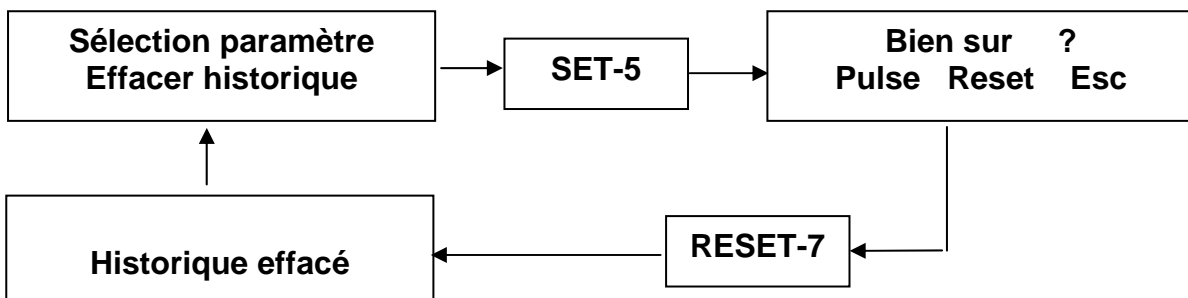 Sélection paramètre
Effacer historique
SET-5
Bien sur ?
Pulse Reset Esc
RESET-7
Historique effacé